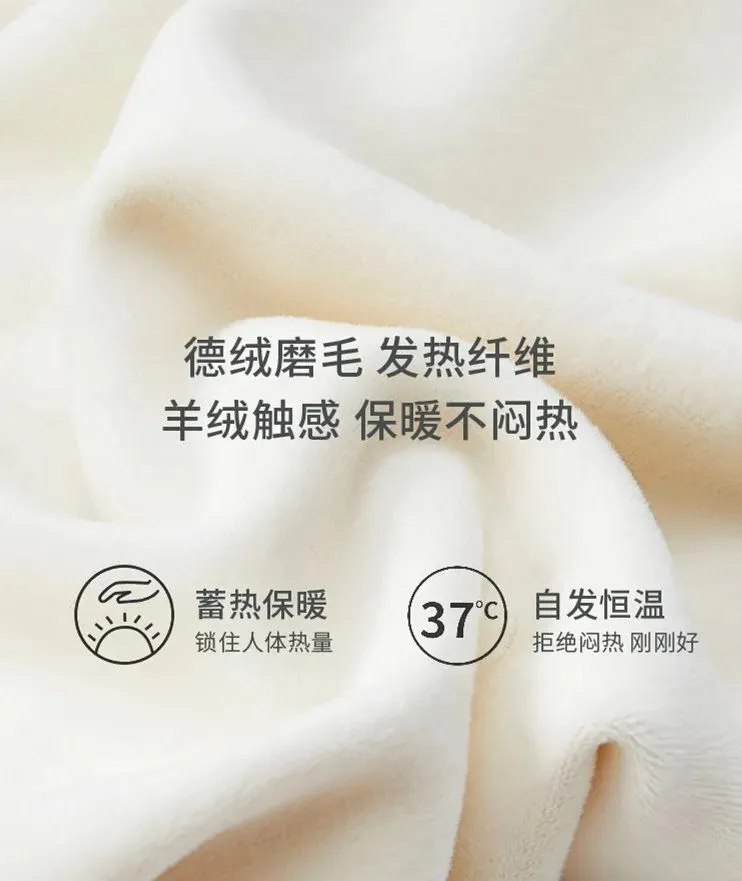 德绒磨毛 发热纤维
羊绒触感 保暖不闷热
蓄热保暖
锁住人体热量
37℃
自发恒温
拒绝闷热 刚刚好